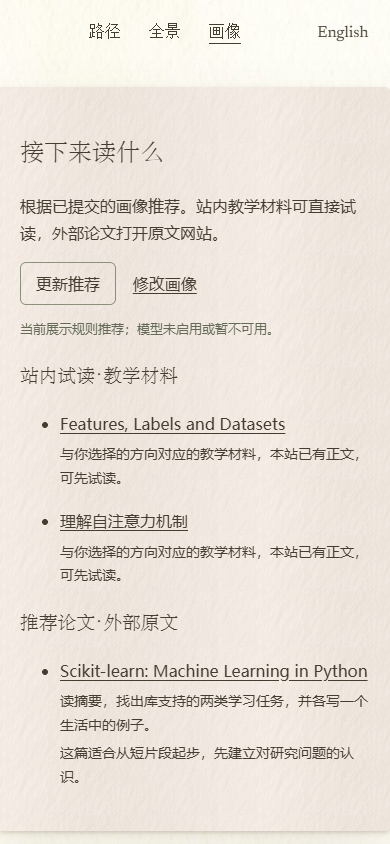 路径 全景 画像 English
接下来读什么
根据已提交的画像推荐。站内教学材料可直接试
读，外部论文打开原文网站。
更新推荐 修改画像
当前展示规则推荐；模型未启用或暂不可用。
站内试读·教学材料
Features, Labels and Datasets
与你选择的方向对应的教学材料，本站已有正文，
可先试读。
理解自注意力机制
与你选择的方向对应的教学材料，本站已有正文，
可先试读。
推荐论文·外部原文
Scikit-learn: Machine Learning in Python
读摘要，找出库支持的两类学习任务，并各写一个
生活中的例子。
这篇适合从短片段起步，先建立对研究问题的认
识。